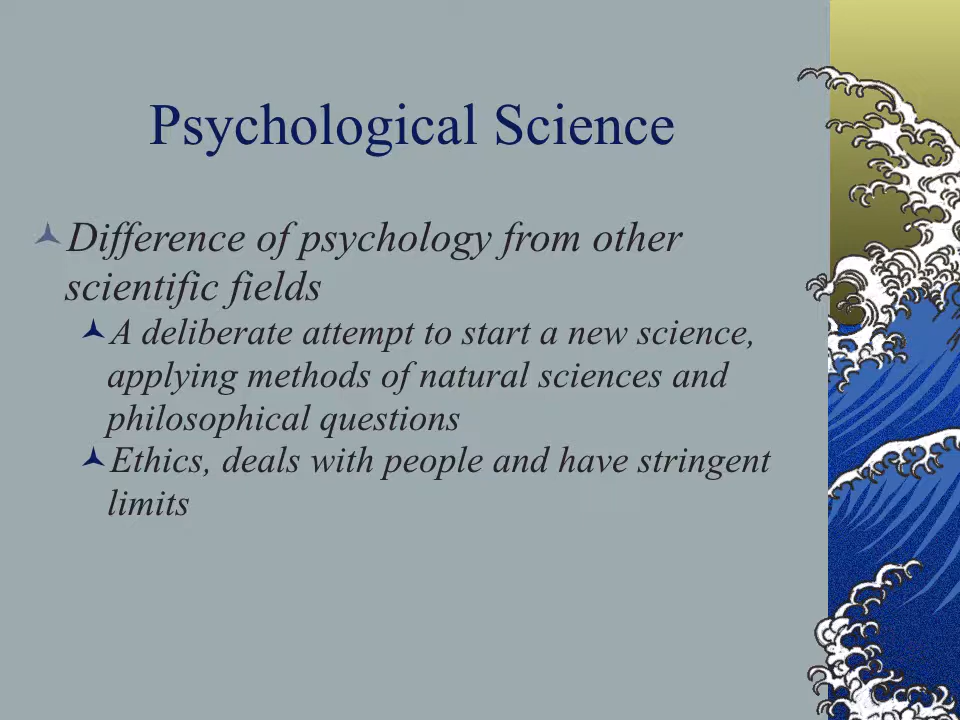 Psychological Science
Difference of psychology from other
scientific fields
A deliberate attempt to start a new science,
applying methods of natural sciences and
philosophical questions
Ethics, deals with people and have stringent
limits